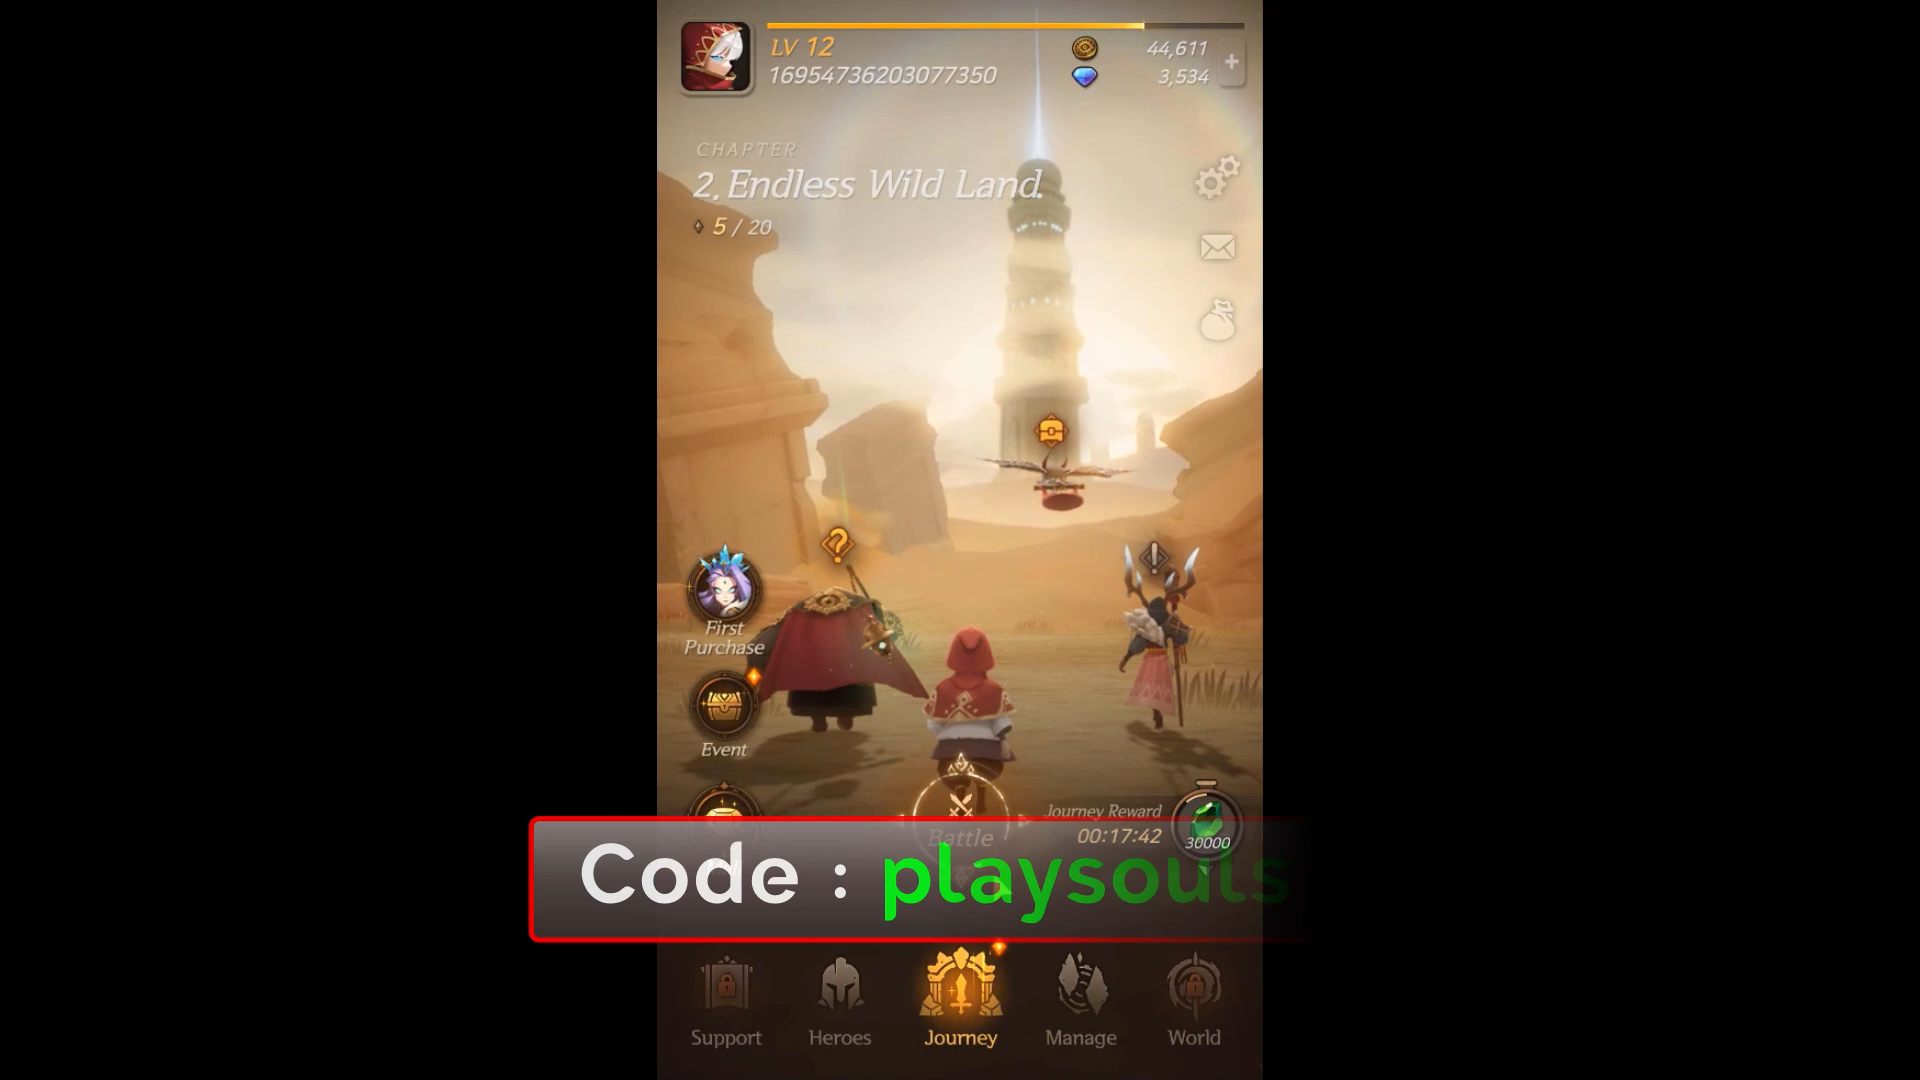 LV 12
16954736203077350
44,611
3,534
CHAPTER
2. Endless Wild Land.
5 / 20
First
Purchase
Event
Journey Reward
00:17:42
30000
Battle
Code : playsouls
Support
Heroes
Journey
Manage
World